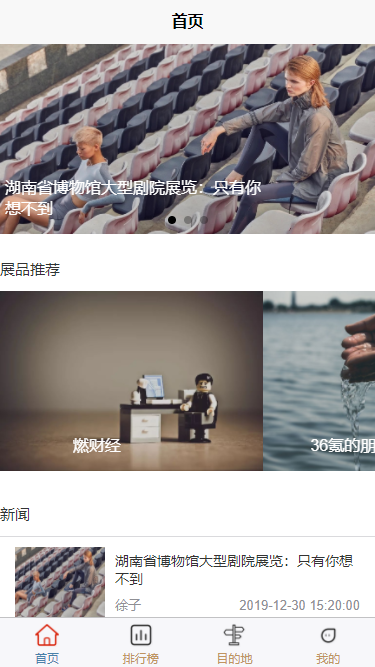 首页
湖南省博物馆大型剧院展览：只有你
想不到
展品推荐
燃财经
36氪的朋
新闻
湖南省博物馆大型剧院展览：只有你想
不到
徐子
2019-12-30 15:20:00
首页
排行榜
目的地
我的